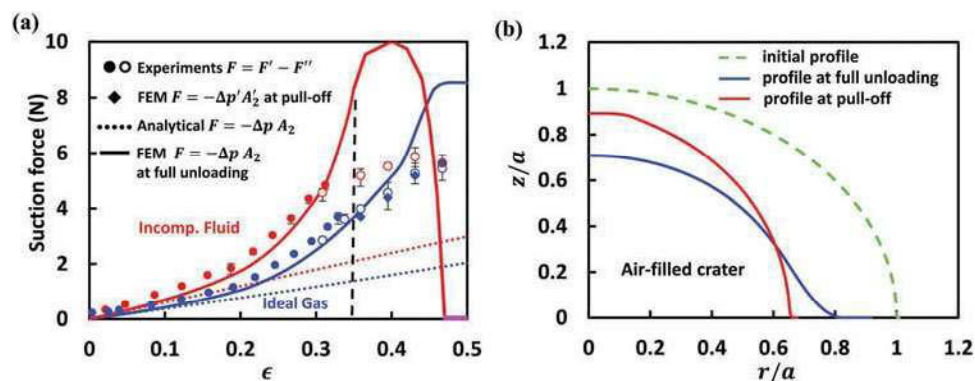 (a)
10
8
6
4
2
0
Suction force (N)
Experiments F = F′ − F″
FEM F = −Δp′A′₂ at pull-off
Analytical F = −Δp A₂
FEM F = −Δp A₂
at full unloading
Incomp. Fluid
Ideal Gas
0 0.1 0.2 0.3 0.4 0.5
ϵ
(b)
1.2
1
0.8
0.6
0.4
0.2
0
z/a
initial profile
profile at full unloading
profile at pull-off
Air-filled crater
0 0.2 0.4 0.6 0.8 1 1.2
r/a